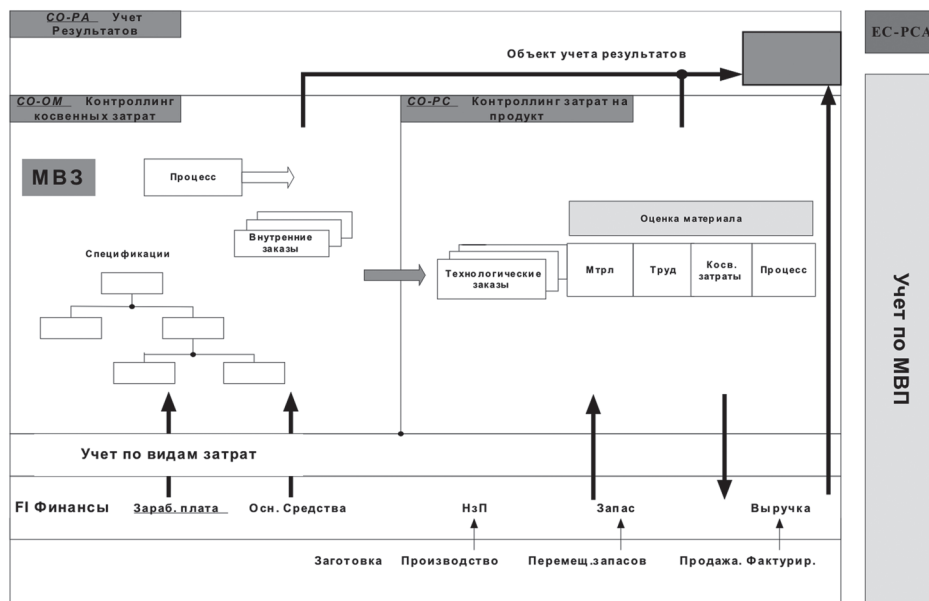 CO-PA Учет
Результатов
EC-PCA
Объект учета результатов
CO-OM Контроллинг
косвенных затрат
CO-PC Контроллинг затрат на
продукт
МВЗ
Процесс
Внутренние
заказы
Спецификации
Оценка материала
Технологические
заказы
Мтрл
Труд
Косв.
затраты
Процесс
Учет по МВП
Учет по видам затрат
FI Финансы
Зараб. плата
Осн. Средства
НзП
Запас
Выручка
Заготовка
Производство
Перемещ.запасов
Продажа. Фактурир.